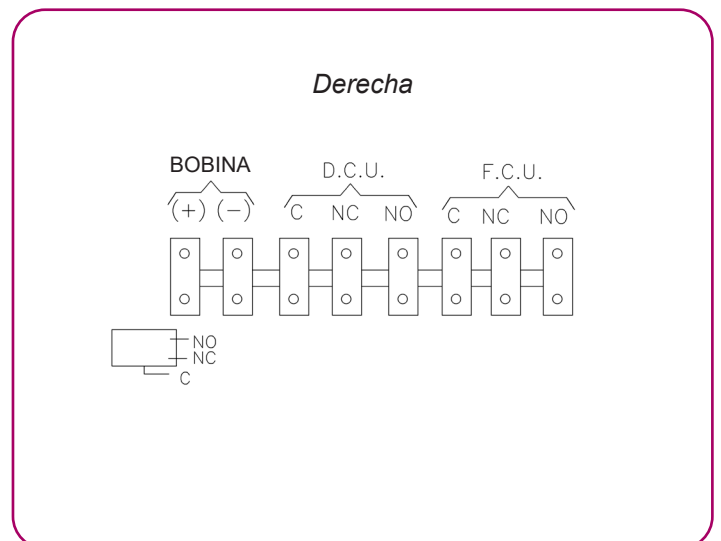 Derecha
BOBINA D.C.U. F.C.U.
(+) (-) C NC NO C NC NO
NO
NC
C